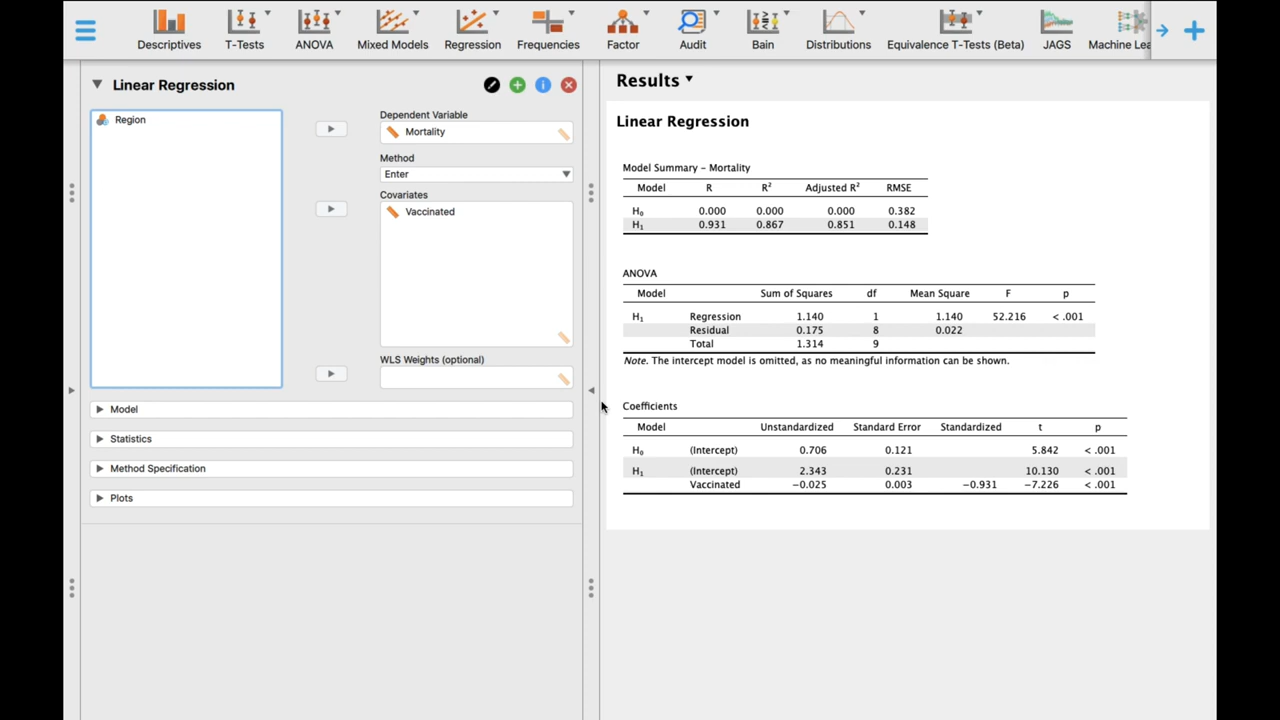 Descriptives T-Tests ANOVA Mixed Models Regression Frequencies Factor Audit Bain Distributions Equivalence T-Tests (Beta) JAGS Machine Lea
Linear Regression
Region
Dependent Variable
Mortality
Method
Enter
Covariates
Vaccinated
WLS Weights (optional)
Model
Statistics
Method Specification
Plots
Results
Linear Regression
Model Summary - Mortality
Model R R² Adjusted R² RMSE
H₀ 0.000 0.000 0.000 0.382
H₁ 0.931 0.867 0.851 0.148
ANOVA
Model Sum of Squares df Mean Square F p
H₁ Regression 1.140 1 1.140 52.216 < .001
Residual 0.175 8 0.022
Total 1.314 9
Note. The intercept model is omitted, as no meaningful information can be shown.
Coefficients
Model Unstandardized Standard Error Standardized t p
H₀ (Intercept) 0.706 0.121 5.842 < .001
H₁ (Intercept) 2.343 0.231 10.130 < .001
Vaccinated −0.025 0.003 −0.931 −7.226 < .001